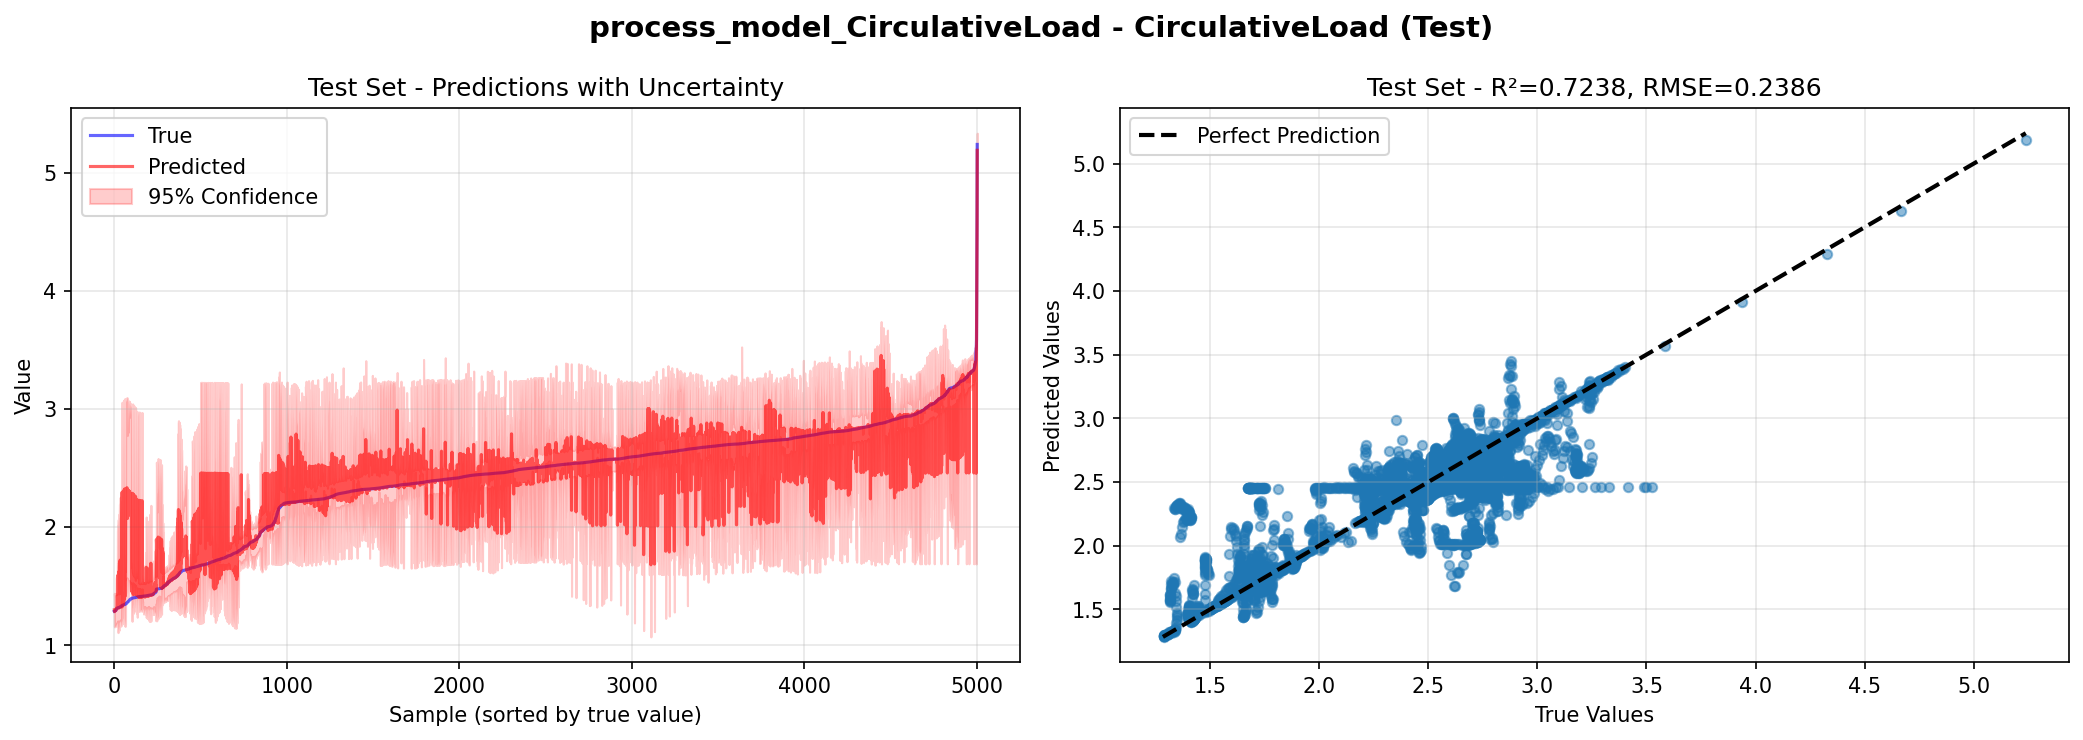 process_model_CirculativeLoad - CirculativeLoad (Test)
Test Set - Predictions with Uncertainty
True
Predicted
95% Confidence
Value
5
4
3
2
1
0
1000
2000
3000
4000
5000
Sample (sorted by true value)
Test Set - R²=0.7238, RMSE=0.2386
Perfect Prediction
Predicted Values
5.0
4.5
4.0
3.5
3.0
2.5
2.0
1.5
1.5
2.0
2.5
3.0
3.5
4.0
4.5
5.0
True Values